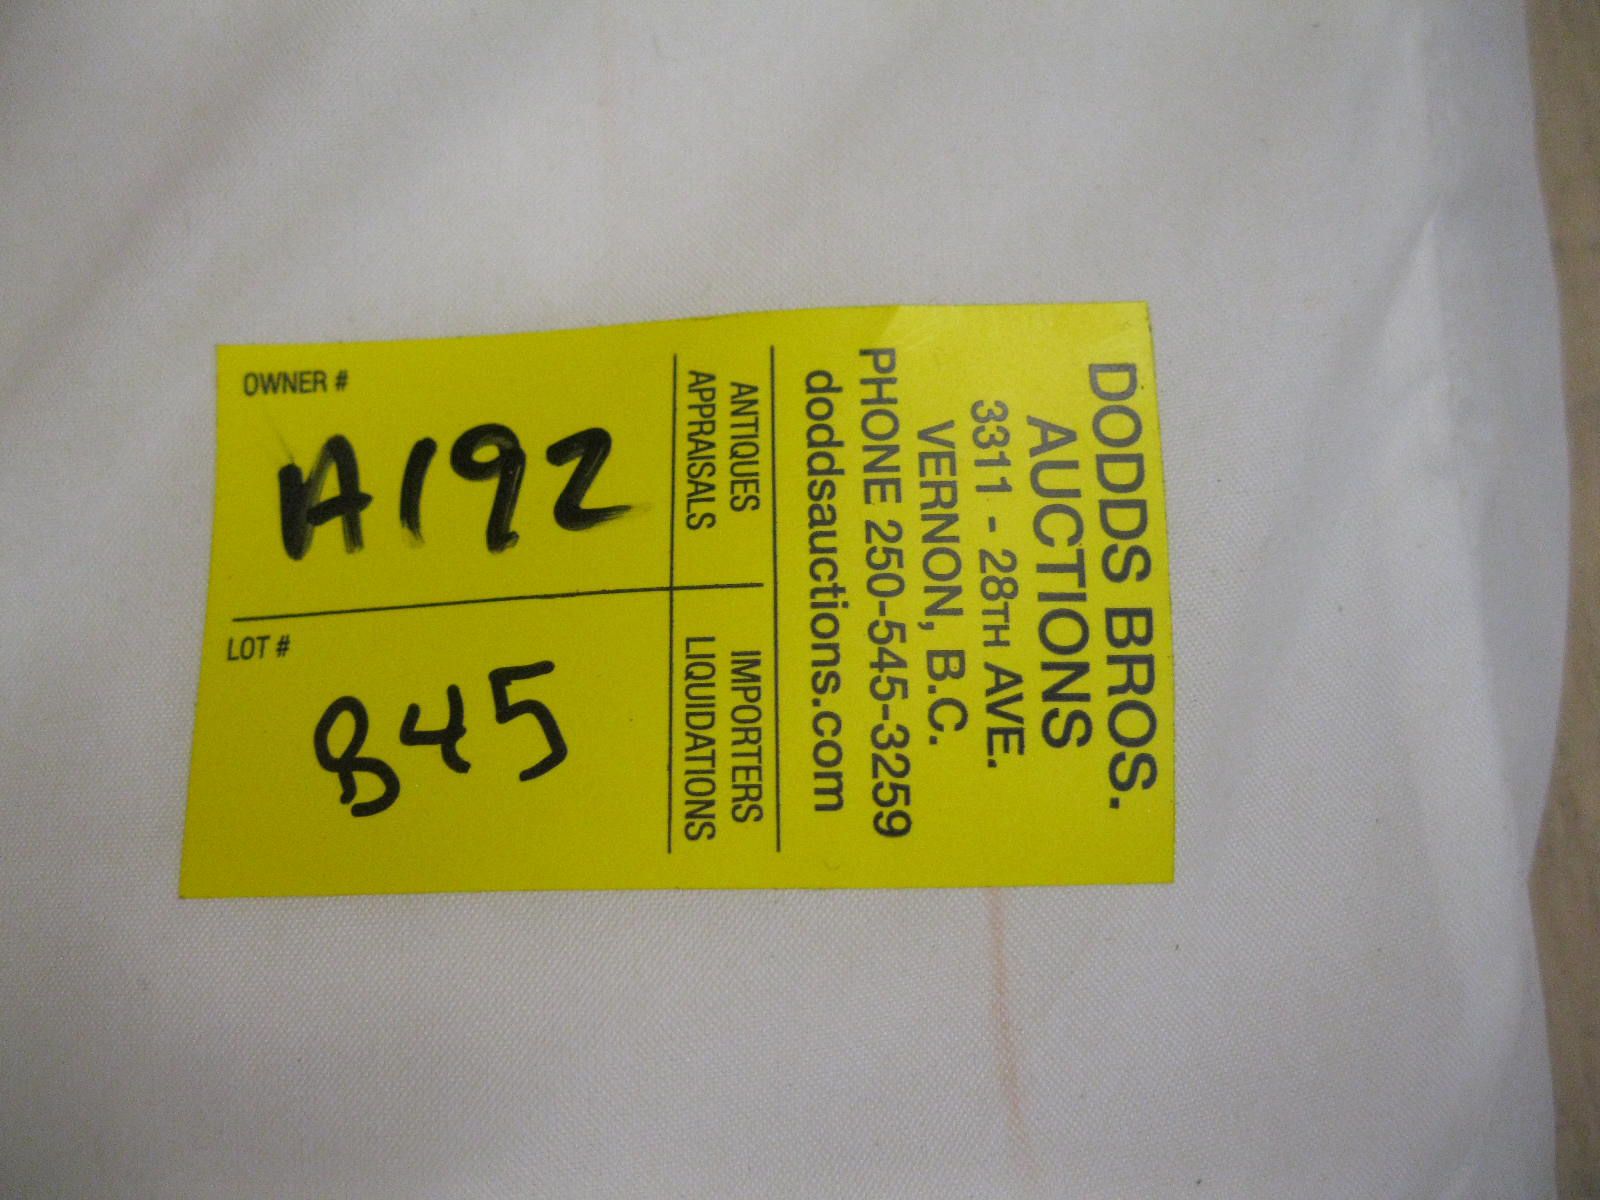 DODDS BROS.
AUCTIONS
3311 - 28TH AVE.
VERNON, B.C.
PHONE 250-545-3259
doddsauctions.com
ANTIQUES IMPORTERS
APPRAISALS LIQUIDATIONS
OWNER #
A192
LOT #
845